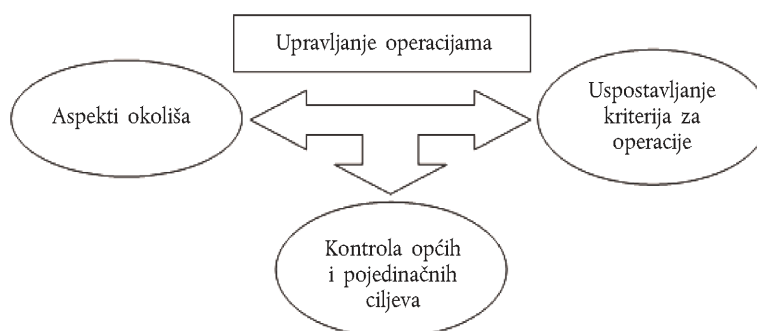 Upravljanje operacijama
Aspekti okoliša
Uspostavljanje
kriterija za
operacije
Kontrola općih
i pojedinačnih
ciljeva